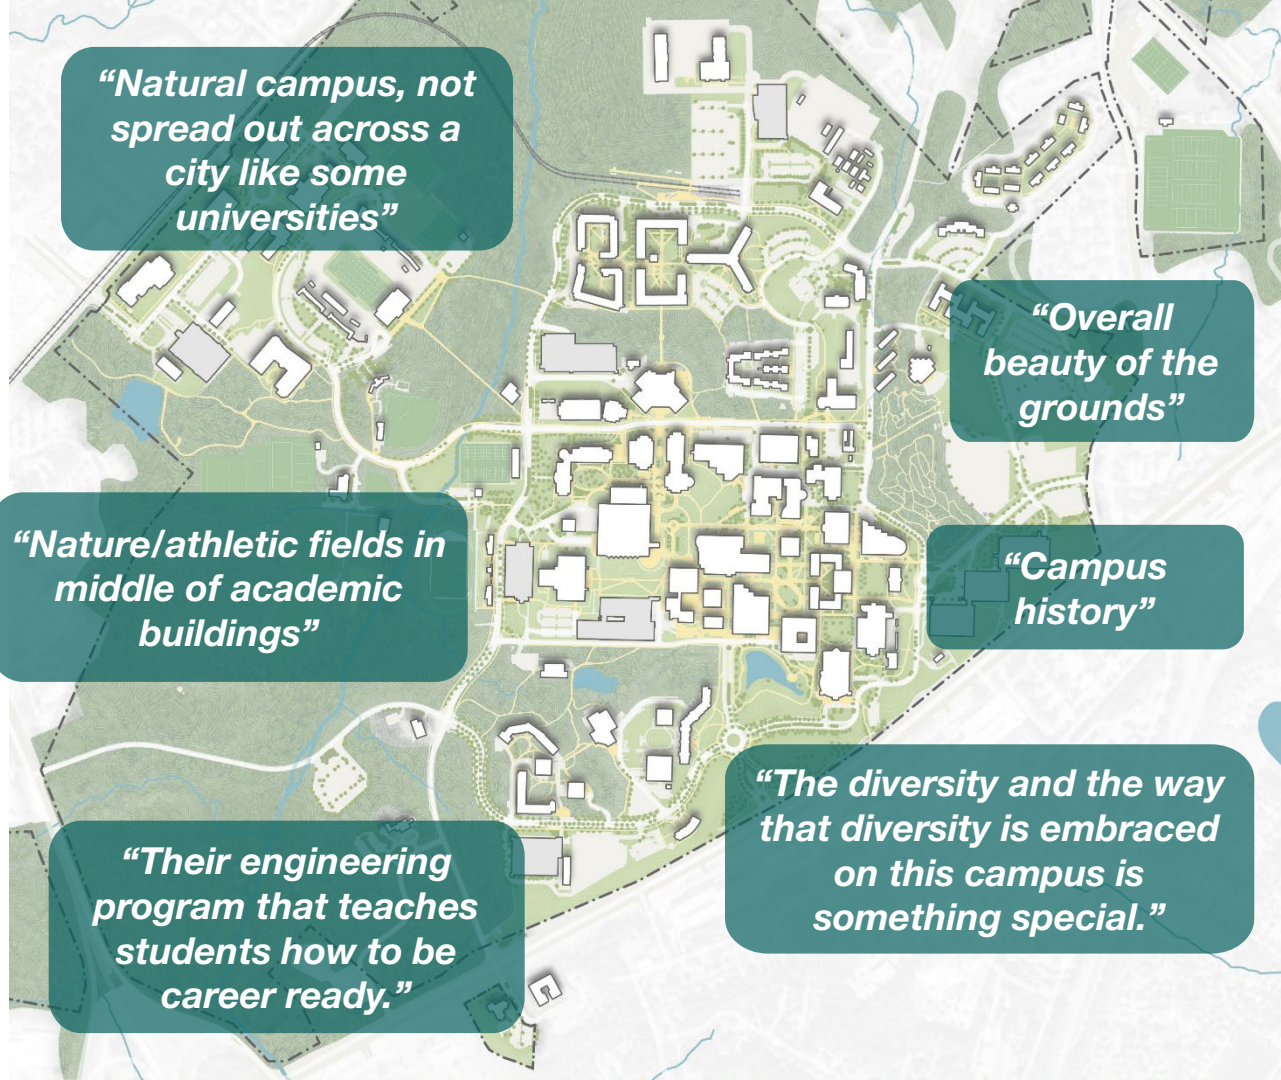 “Natural campus, not
spread out across a
city like some
universities”
“Overall
beauty of the
grounds”
“Nature/athletic fields in
middle of academic
buildings”
“Campus
history”
“The diversity and the way
that diversity is embraced
on this campus is
something special.”
“Their engineering
program that teaches
students how to be
career ready.”